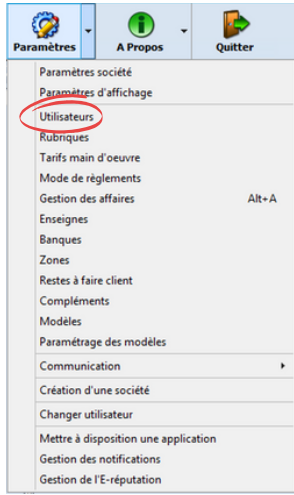 Paramètres
A Propos
Quitter
Paramètres société
Paramètres d'affichage
Utilisateurs
Rubriques
Tarifs main d'oeuvre
Mode de règlements
Gestion des affaires Alt+A
Enseignes
Banques
Zones
Restes à faire client
Compléments
Modèles
Paramétrage des modèles
Communication
Création d'une société
Changer utilisateur
Mettre à disposition une application
Gestion des notifications
Gestion de l'E-réputation